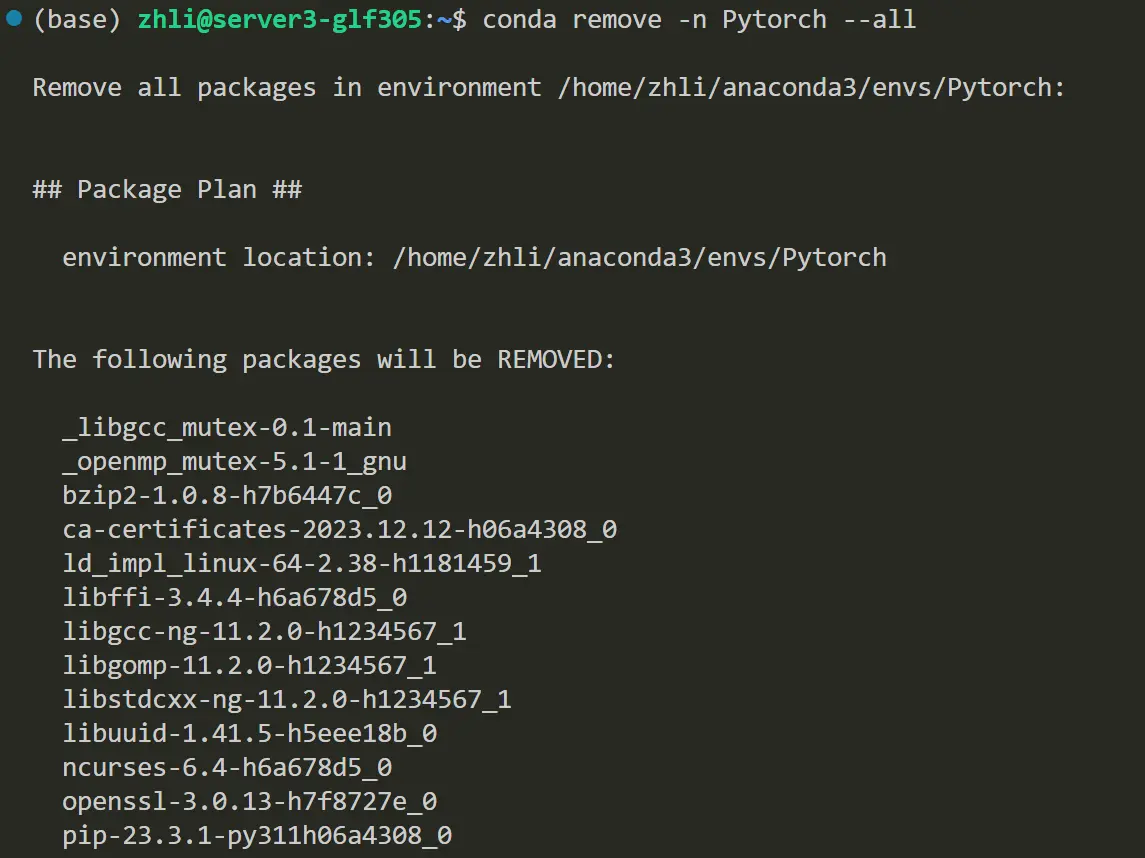 (base) zhli@server3-glf305:~$ conda remove -n Pytorch --all
Remove all packages in environment /home/zhli/anaconda3/envs/Pytorch:
## Package Plan ##
environment location: /home/zhli/anaconda3/envs/Pytorch
The following packages will be REMOVED:
_libgcc_mutex-0.1-main
_openmp_mutex-5.1-1_gnu
bzip2-1.0.8-h7b6447c_0
ca-certificates-2023.12.12-h06a4308_0
ld_impl_linux-64-2.38-h1181459_1
libffi-3.4.4-h6a678d5_0
libgcc-ng-11.2.0-h1234567_1
libgomp-11.2.0-h1234567_1
libstdcxx-ng-11.2.0-h1234567_1
libuuid-1.41.5-h5eee18b_0
ncurses-6.4-h6a678d5_0
openssl-3.0.13-h7f8727e_0
pip-23.3.1-py311h06a4308_0